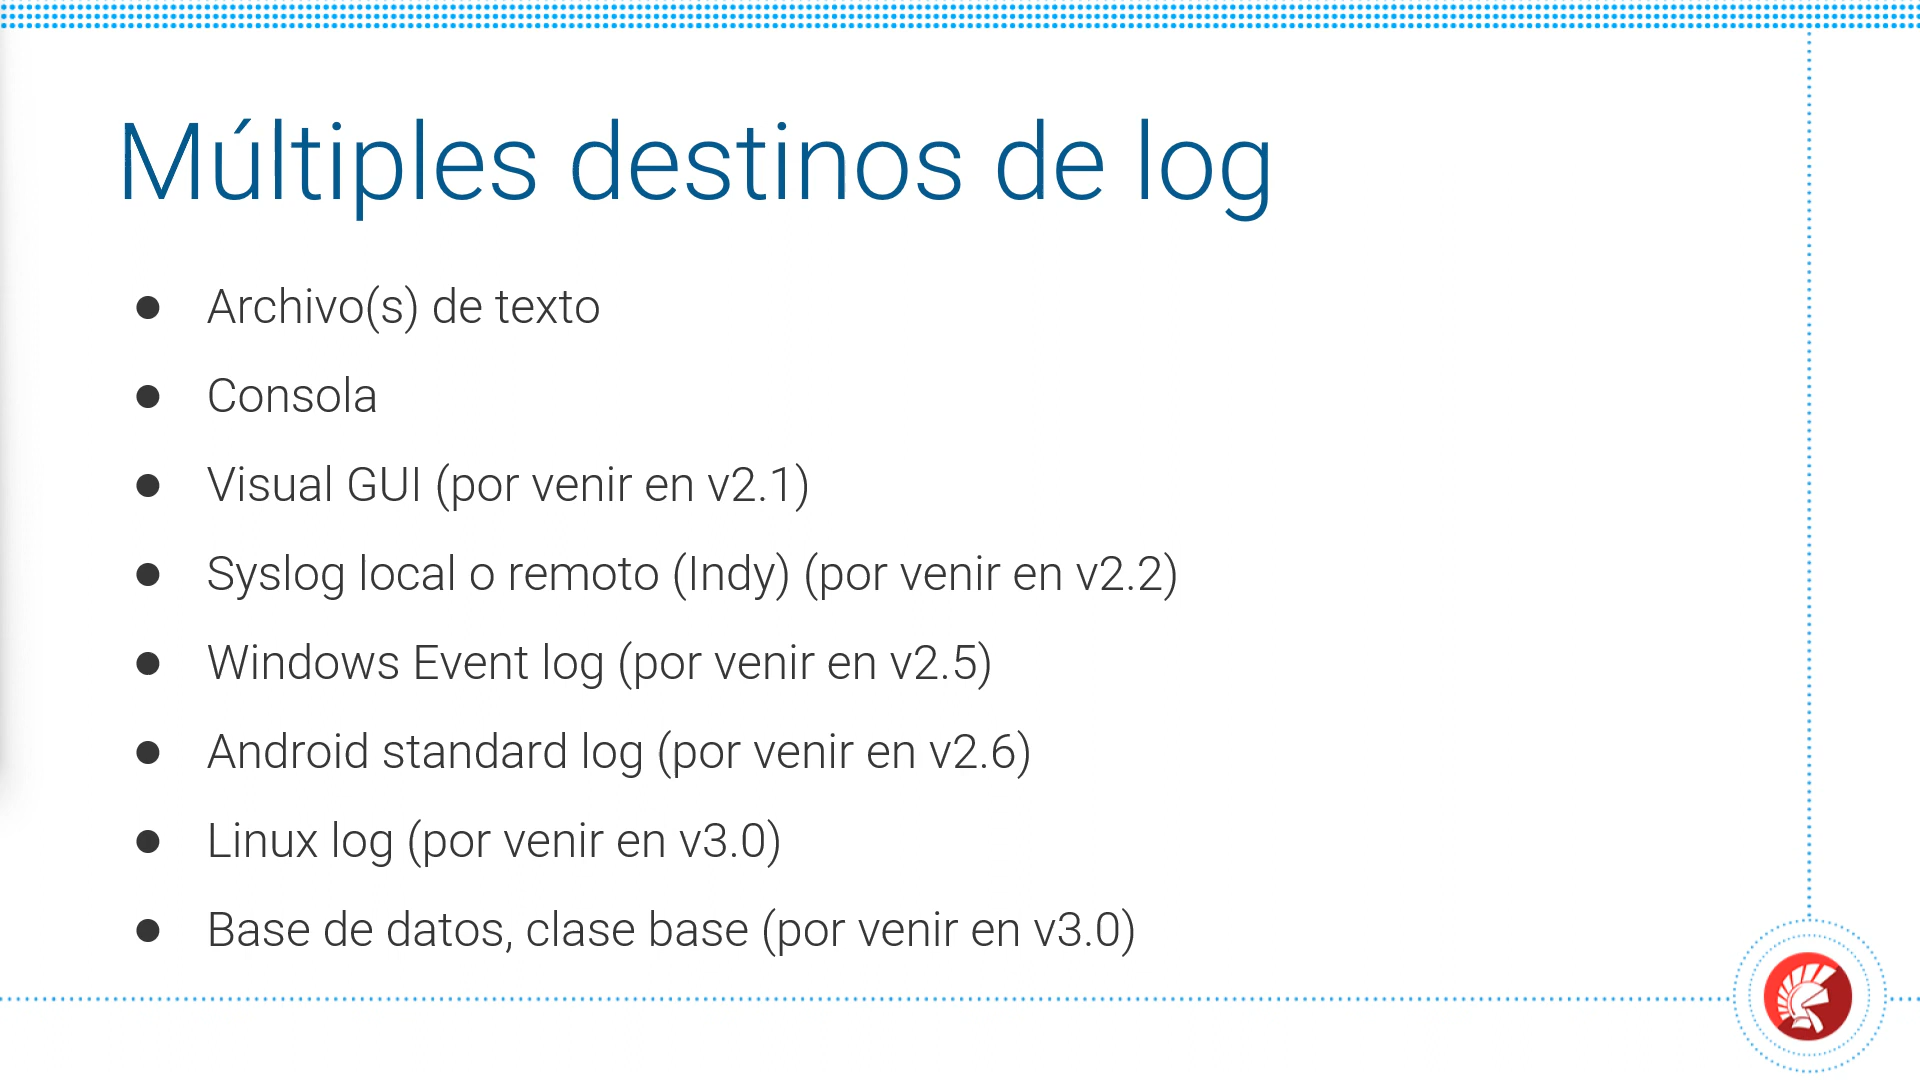 Múltiples destinos de log
● Archivo(s) de texto
● Consola
● Visual GUI (por venir en v2.1)
● Syslog local o remoto (Indy) (por venir en v2.2)
● Windows Event log (por venir en v2.5)
● Android standard log (por venir en v2.6)
● Linux log (por venir en v3.0)
● Base de datos, clase base (por venir en v3.0)